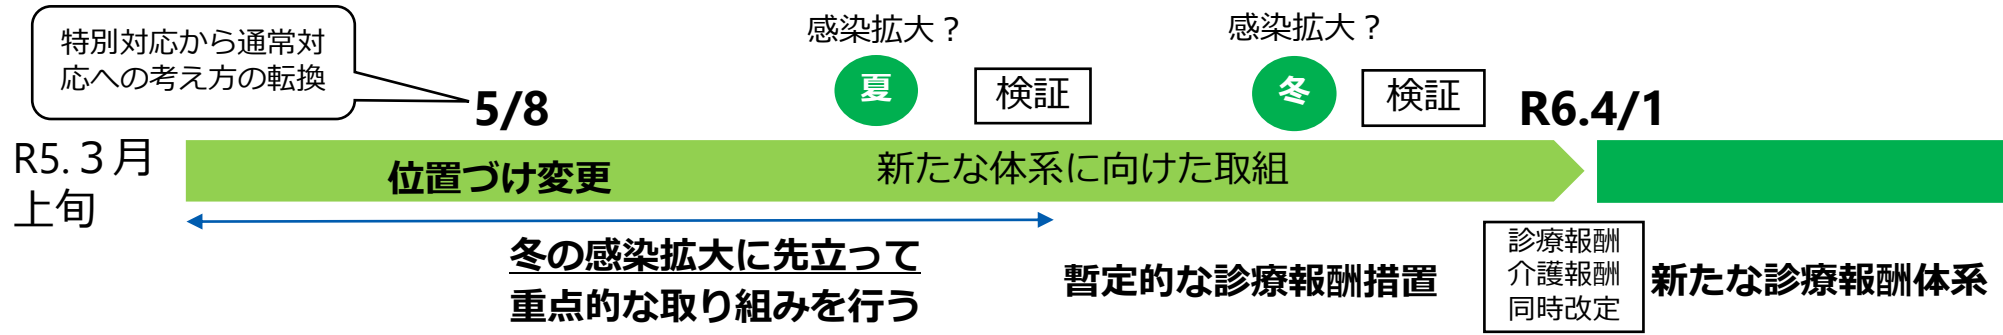 特別対応から通常対
応への考え方の転換
感染拡大？
感染拡大？
夏
検証
冬
検証
5/8
R6.4/1
R5.３月
上旬
位置づけ変更
新たな体系に向けた取組
冬の感染拡大に先立って
重点的な取り組みを行う
暫定的な診療報酬措置
診療報酬
介護報酬
同時改定
新たな診療報酬体系